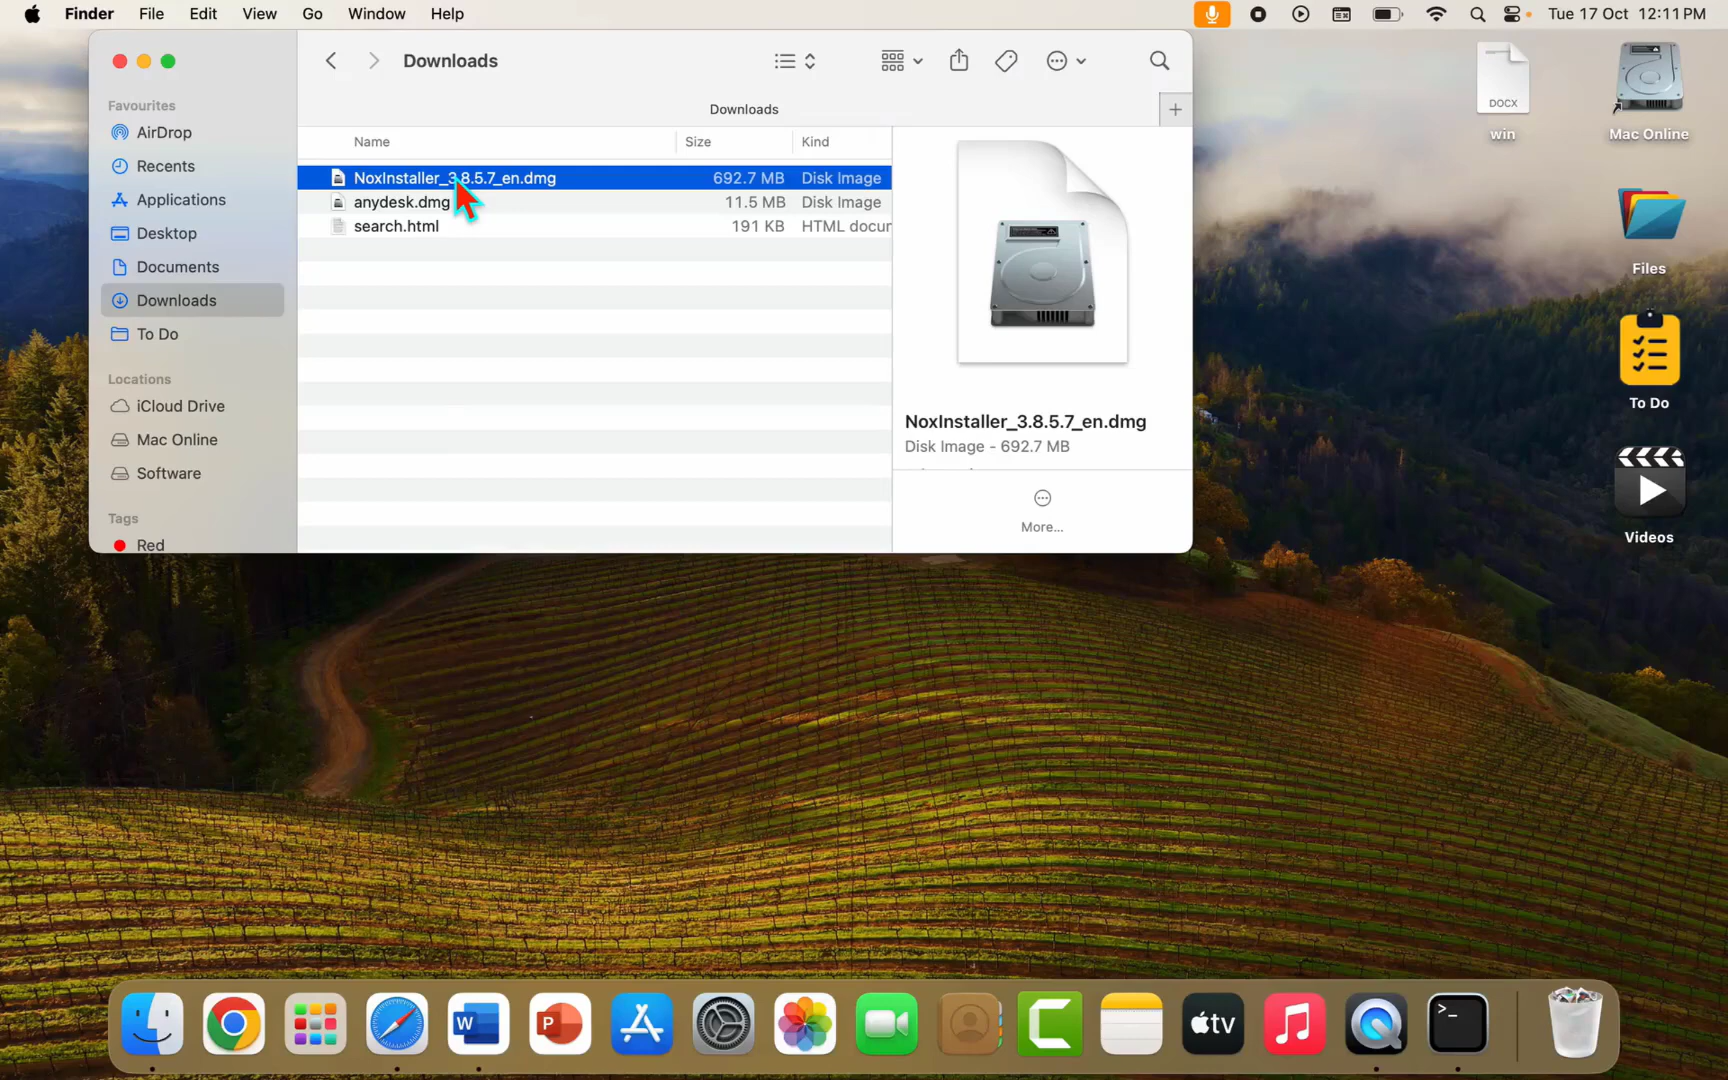 Finder File Edit View Go Window Help Tue 17 Oct 12:11 PM
Downloads
Favourites
AirDrop
Recents
Applications
Desktop
Documents
Downloads
To Do
Locations
iCloud Drive
Mac Online
Software
Tags
Red
Downloads
Name Size Kind
NoxInstaller_3.8.5.7_en.dmg 692.7 MB Disk Image
anydesk.dmg 11.5 MB Disk Image
search.html 191 KB HTML docur
NoxInstaller_3.8.5.7_en.dmg
Disk Image - 692.7 MB
More...
DOCX
win
Mac Online
Files
To Do
Videos
W
P
tv
>_